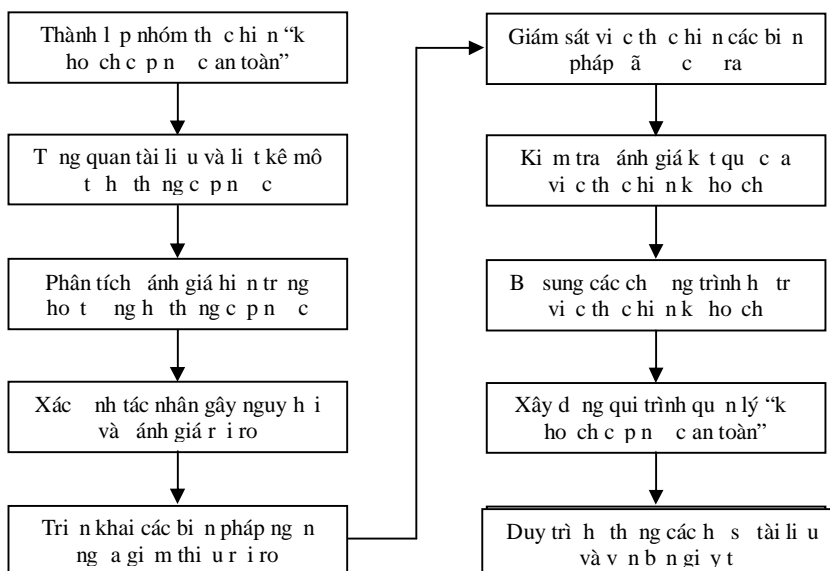 Thành l p nhóm th c hi n “k
ho ch c p n c an toàn”
T ng quan tài li u và li t kê mô
t h th ng c p n c
Phân tích ánh giá hi n tr ng
ho t ng h th ng c p n c
Xác nh tác nhân gây nguy h i
và ánh giá r i ro
Tri n khai các bi n pháp ng n
ng a gi m thi u r i ro
Giám sát vi c th c hi n các bi n
pháp ã c ra
Ki m tra ánh giá k t qu c a
vi c th c hi n k ho ch
B sung các ch ng trình h tr
vi c th c hi n k ho ch
Xây d ng qui trình qu n lý “k
ho ch c p n c an toàn”
Duy trì h th ng các h s tài li u
và v n b n gi y t